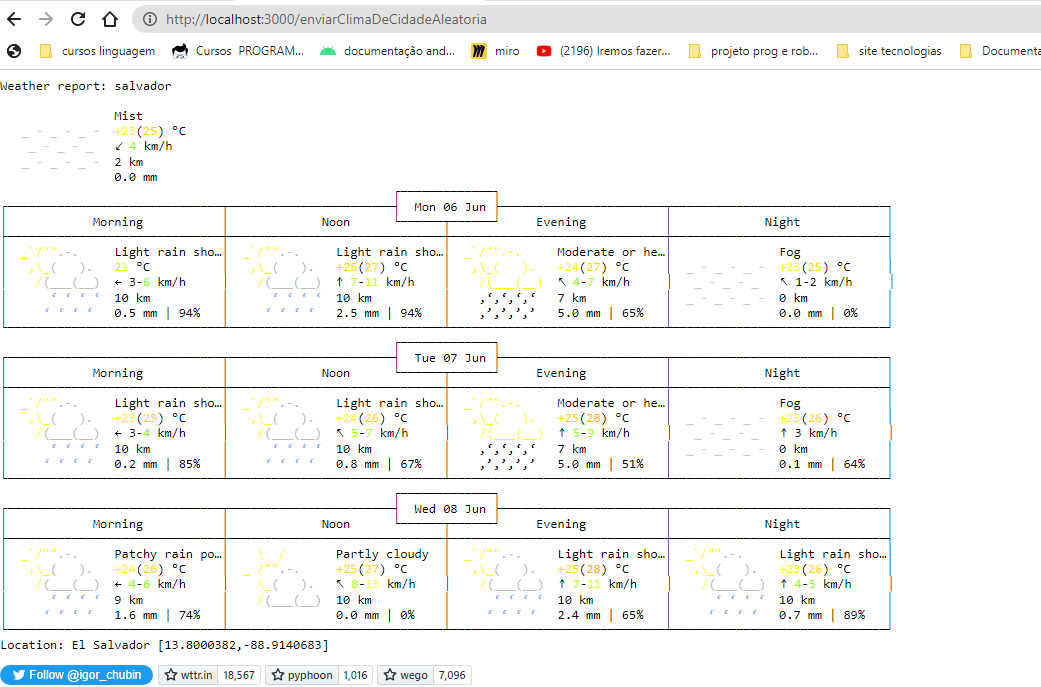 http://localhost:3000/enviarClimaDeCidadeAleatoria
cursos linguagem Cursos PROGRAM... documentação and... miro (2196) Iremos fazer... projeto prog e rob... site tecnologias Documenta
Weather report: salvador
Mist
+23(25) °C
↙ 4 km/h
2 km
0.0 mm
Mon 06 Jun
Morning Noon Evening Night
Light rain sho… Light rain sho… Moderate or he… Fog
21 °C +25(27) °C +24(27) °C +23(25) °C
← 3-6 km/h ↑ 7-11 km/h ↖ 4-7 km/h ↖ 1-2 km/h
10 km 10 km 7 km 0 km
0.5 mm | 94% 2.5 mm | 94% 5.0 mm | 65% 0.0 mm | 0%
Tue 07 Jun
Morning Noon Evening Night
Light rain sho… Light rain sho… Moderate or he… Fog
+23(25) °C +24(26) °C +25(28) °C +23(26) °C
← 3-4 km/h ↖ 5-7 km/h ↑ 5-9 km/h ↑ 3 km/h
10 km 10 km 7 km 0 km
0.2 mm | 85% 0.8 mm | 67% 5.0 mm | 51% 0.1 mm | 64%
Wed 08 Jun
Morning Noon Evening Night
Patchy rain po… Partly cloudy Light rain sho… Light rain sho…
+24(26) °C +25(27) °C +25(28) °C +23(26) °C
← 4-6 km/h ↖ 8-13 km/h ↑ 7-11 km/h ↑ 4-5 km/h
9 km 10 km 10 km 10 km
1.6 mm | 74% 0.0 mm | 0% 2.4 mm | 65% 0.7 mm | 89%
Location: El Salvador [13.8000382,-88.9140683]
Follow @igor_chubin wttr.in 18,567 pyphoon 1,016 wego 7,096